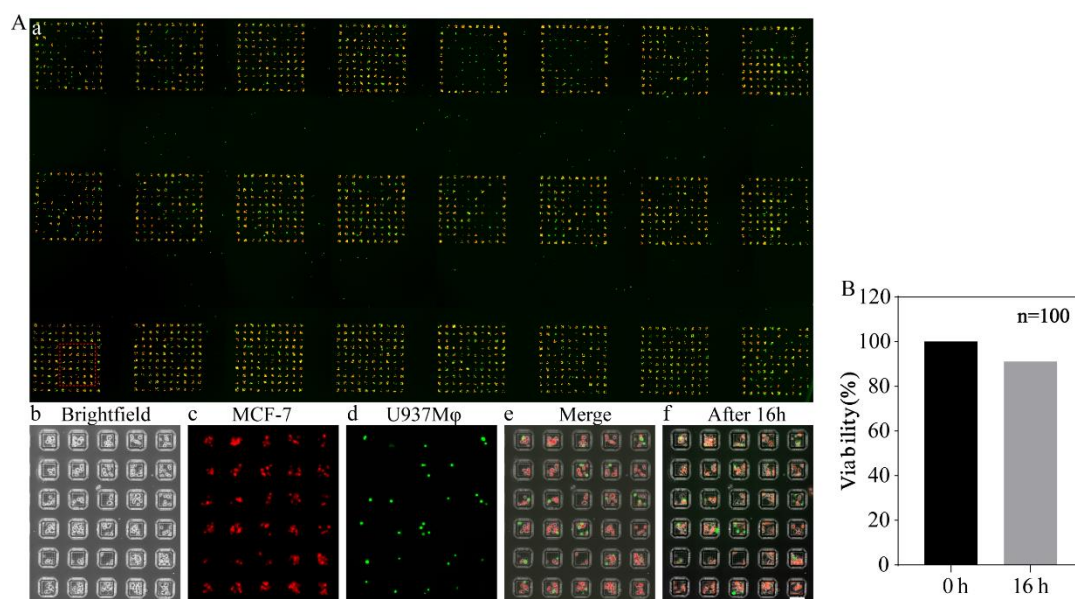 A
a
b Brightfield
c MCF-7
d U937Mφ
e Merge
f After 16h
B
n=100
Viability(%)
120
100
80
60
40
20
0
0 h
16 h